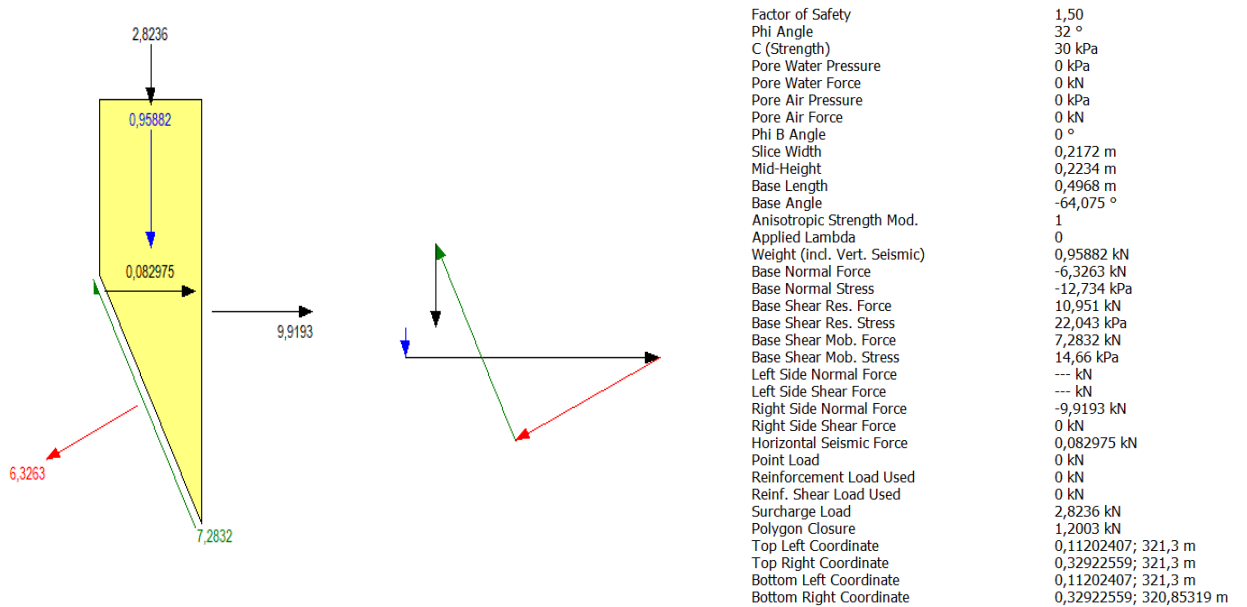 2,8236
0,95882
0,082975
9,9193
6,3263
7,2832
Factor of Safety 1,50
Phi Angle 32 °
C (Strength) 30 kPa
Pore Water Pressure 0 kPa
Pore Water Force 0 kN
Pore Air Pressure 0 kPa
Pore Air Force 0 kN
Phi B Angle 0 °
Slice Width 0,2172 m
Mid-Height 0,2234 m
Base Length 0,4968 m
Base Angle -64,075 °
Anisotropic Strength Mod. 1
Applied Lambda 0
Weight (incl. Vert. Seismic) 0,95882 kN
Base Normal Force -6,3263 kN
Base Normal Stress -12,734 kPa
Base Shear Res. Force 10,951 kN
Base Shear Res. Stress 22,043 kPa
Base Shear Mob. Force 7,2832 kN
Base Shear Mob. Stress 14,66 kPa
Left Side Normal Force --- kN
Left Side Shear Force --- kN
Right Side Normal Force -9,9193 kN
Right Side Shear Force 0 kN
Horizontal Seismic Force 0,082975 kN
Point Load 0 kN
Reinforcement Load Used 0 kN
Reinf. Shear Load Used 0 kN
Surcharge Load 2,8236 kN
Polygon Closure 1,2003 kN
Top Left Coordinate 0,11202407; 321,3 m
Top Right Coordinate 0,32922559; 321,3 m
Bottom Left Coordinate 0,11202407; 321,3 m
Bottom Right Coordinate 0,32922559; 320,85319 m